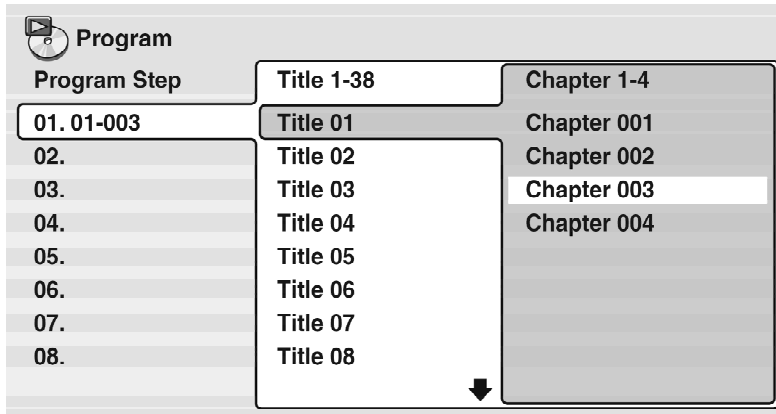 Program
Program Step Title 1-38 Chapter 1-4
01. 01-003 Title 01 Chapter 001
02. Title 02 Chapter 002
03. Title 03 Chapter 003
04. Title 04 Chapter 004
05. Title 05
06. Title 06
07. Title 07
08. Title 08